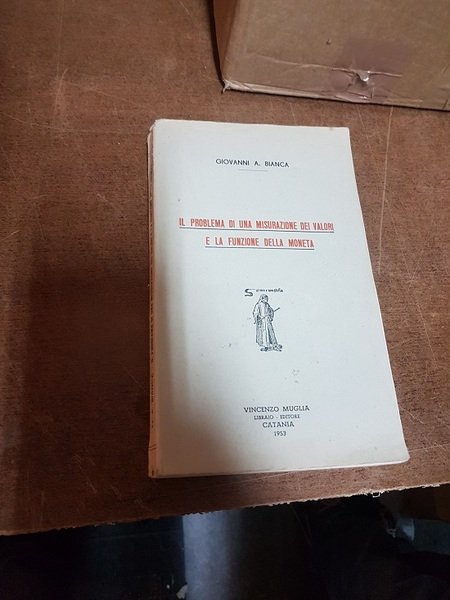 GIOVANNI A. BIANCA
IL PROBLEMA DI UNA MISURAZIONE DEI VALORI
E LA FUNZIONE DELLA MONETA
VINCENZO MUGLIA
LIBRAIO - EDITORE
CATANIA
1953